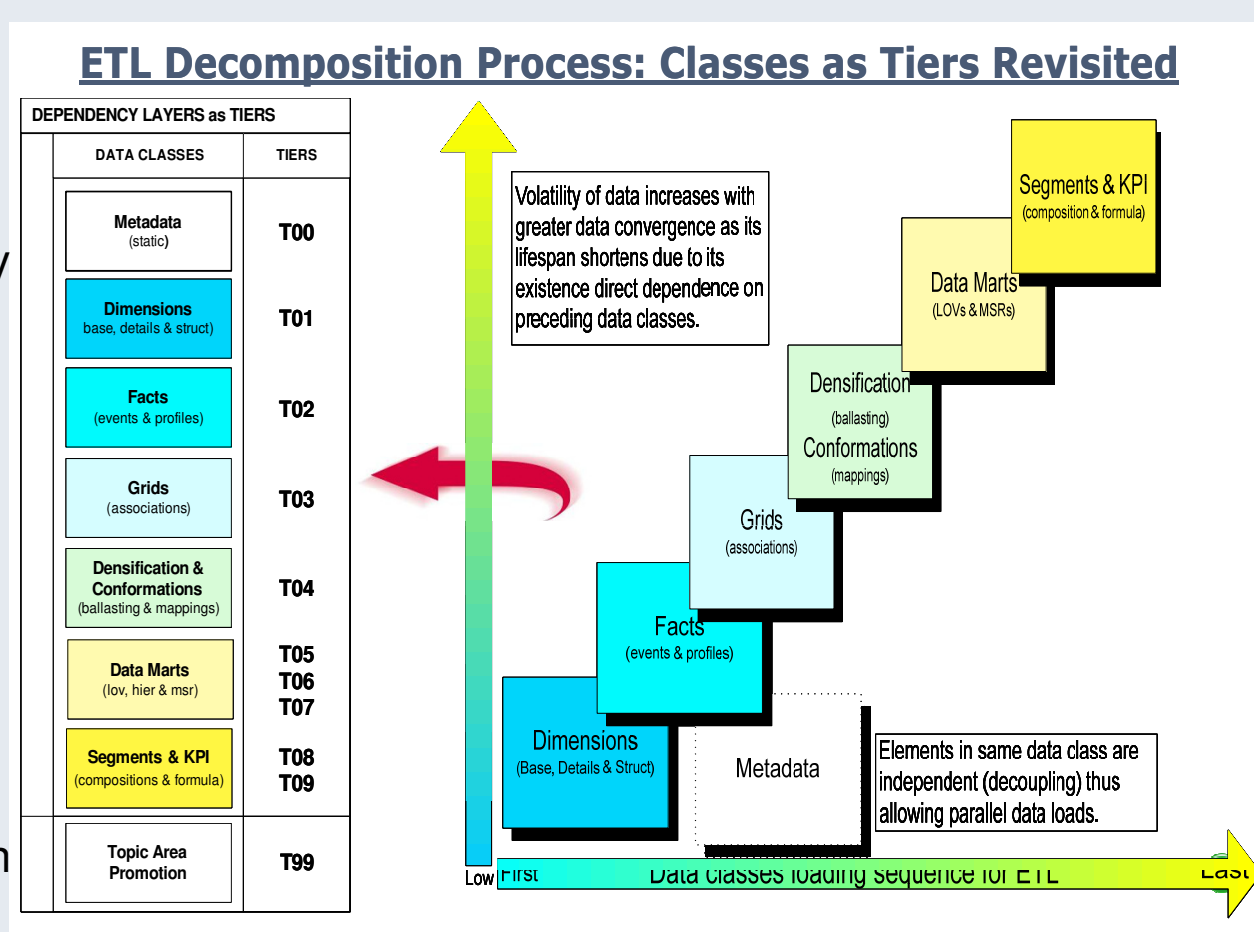 ETL Decomposition Process: Classes as Tiers Revisited
DEPENDENCY LAYERS as TIERS
DATA CLASSES
TIERS
Metadata
(static)
T00
Dimensions
base, details & struct)
T01
Facts
(events & profiles)
T02
Grids
(associations)
T03
Densification &
Conformations
(ballasting & mappings)
T04
Data Marts
(lov, hier & msr)
T05
T06
T07
Segments & KPI
(compositions & formula)
T08
T09
Topic Area
Promotion
T99
Volatility of data increases with
greater data convergence as its
lifespan shortens due to its
existence direct dependence on
preceding data classes.
Segments & KPI
(composition & formula)
Data Marts
(LOVs & MSRs)
Densification
(ballasting)
Conformations
(mappings)
Grids
(associations)
Facts
(events & profiles)
Dimensions
(Base, Details & Struct)
Metadata
Elements in same data class are
independent (decoupling) thus
allowing parallel data loads.
Low
First
Data classes loading sequence for ETL
Last